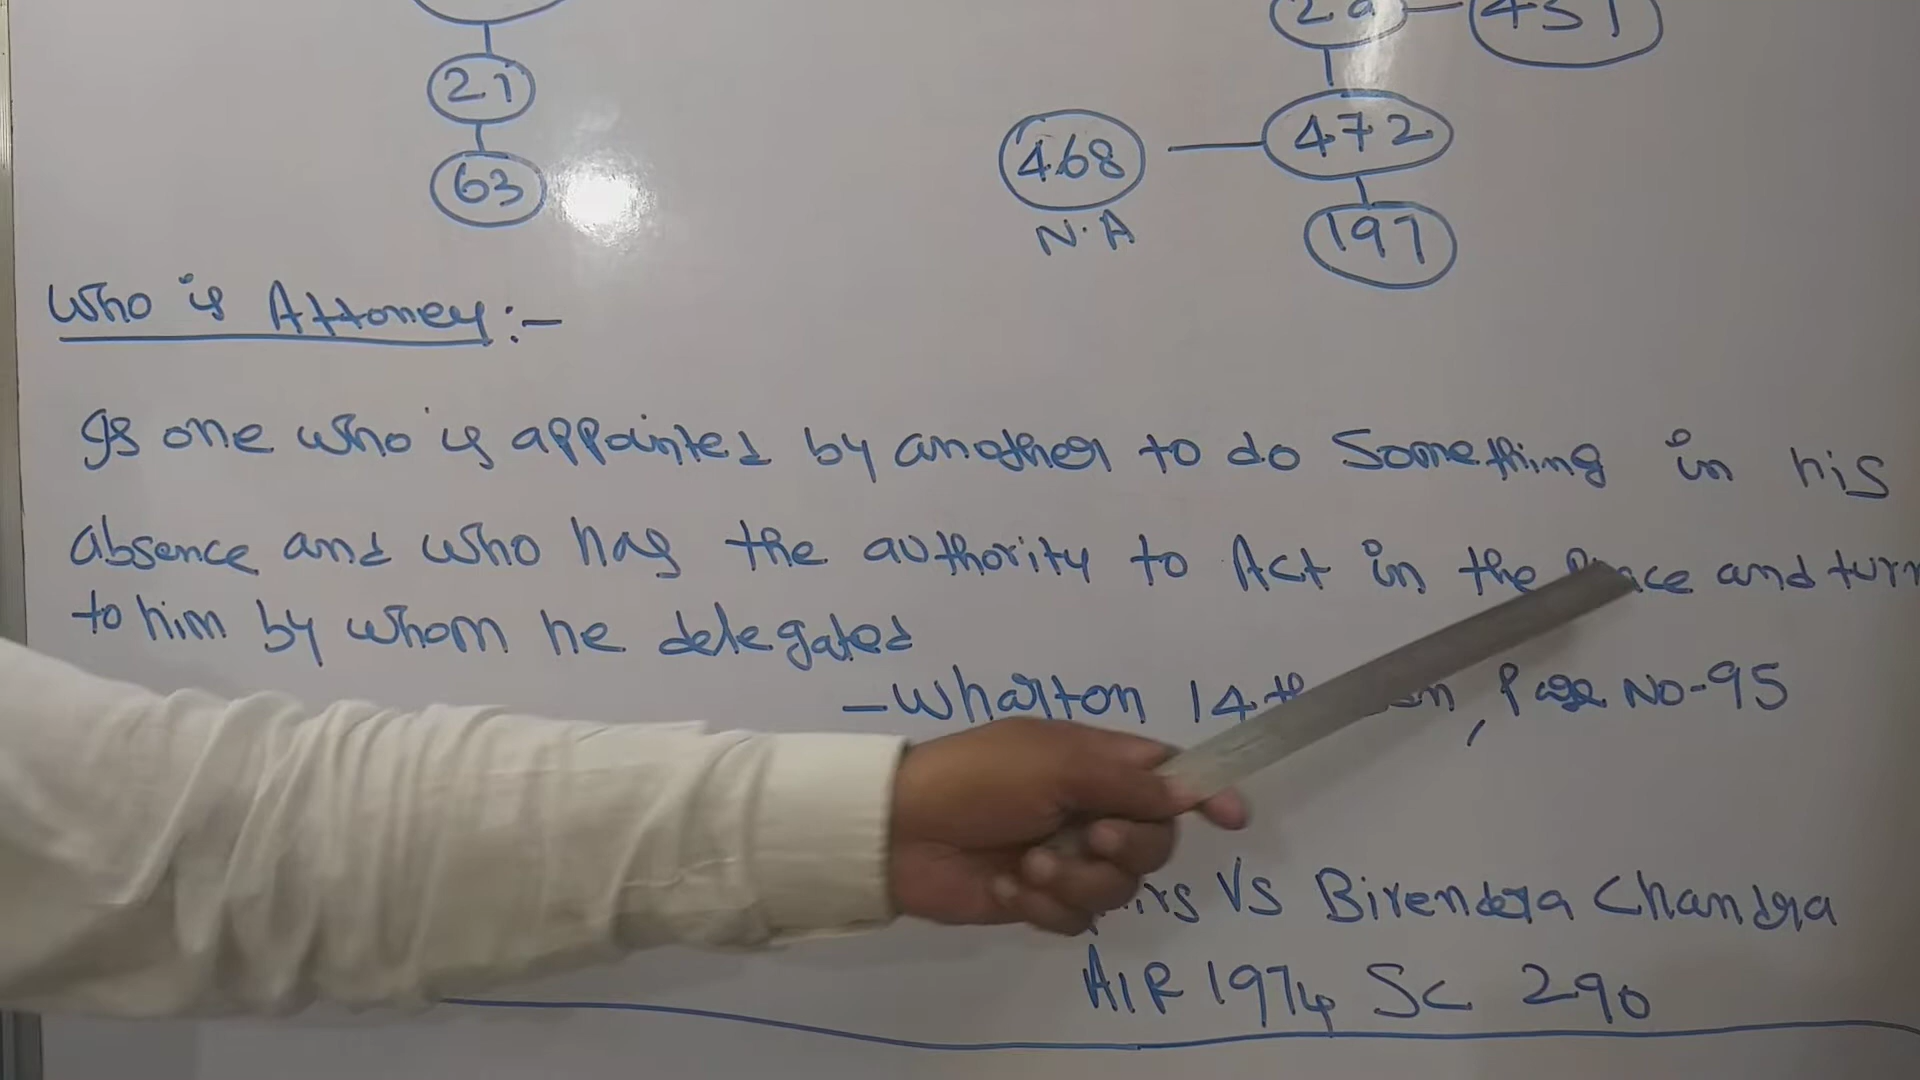 29 451
21
472
468
63
197
N.A
Who is Attorney :-
Is one who is appointed by another to do Something in his
absence and who has the authority to Act in the and turn
to him by whom he delegated
- Wharton 14th , Page No-95
Vs Birendra Chandra
AIR 1974 SC 290